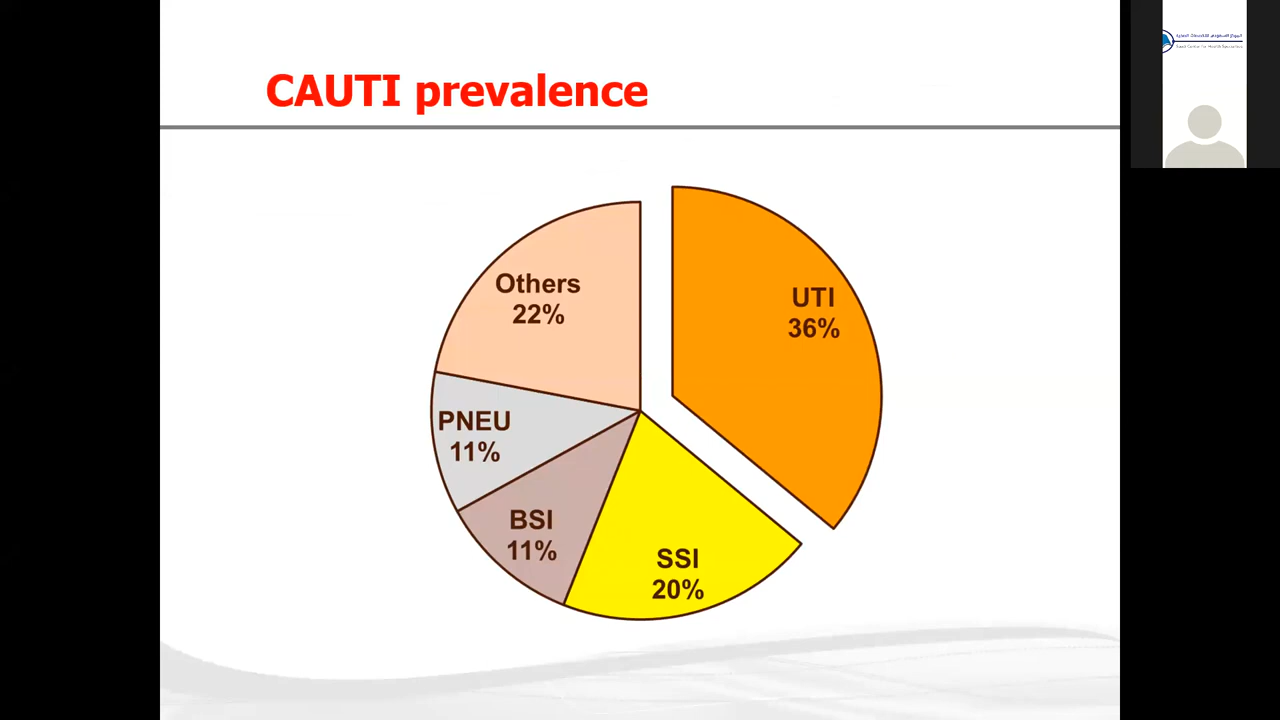 CAUTI prevalence
Others
22%
UTI
36%
PNEU
11%
BSI
11%
SSI
20%